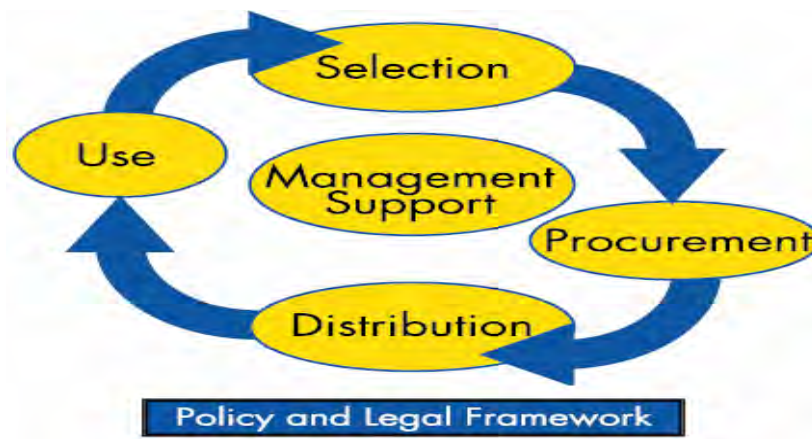 Selection
Use
Management
Support
Procurement
Distribution
Policy and Legal Framework